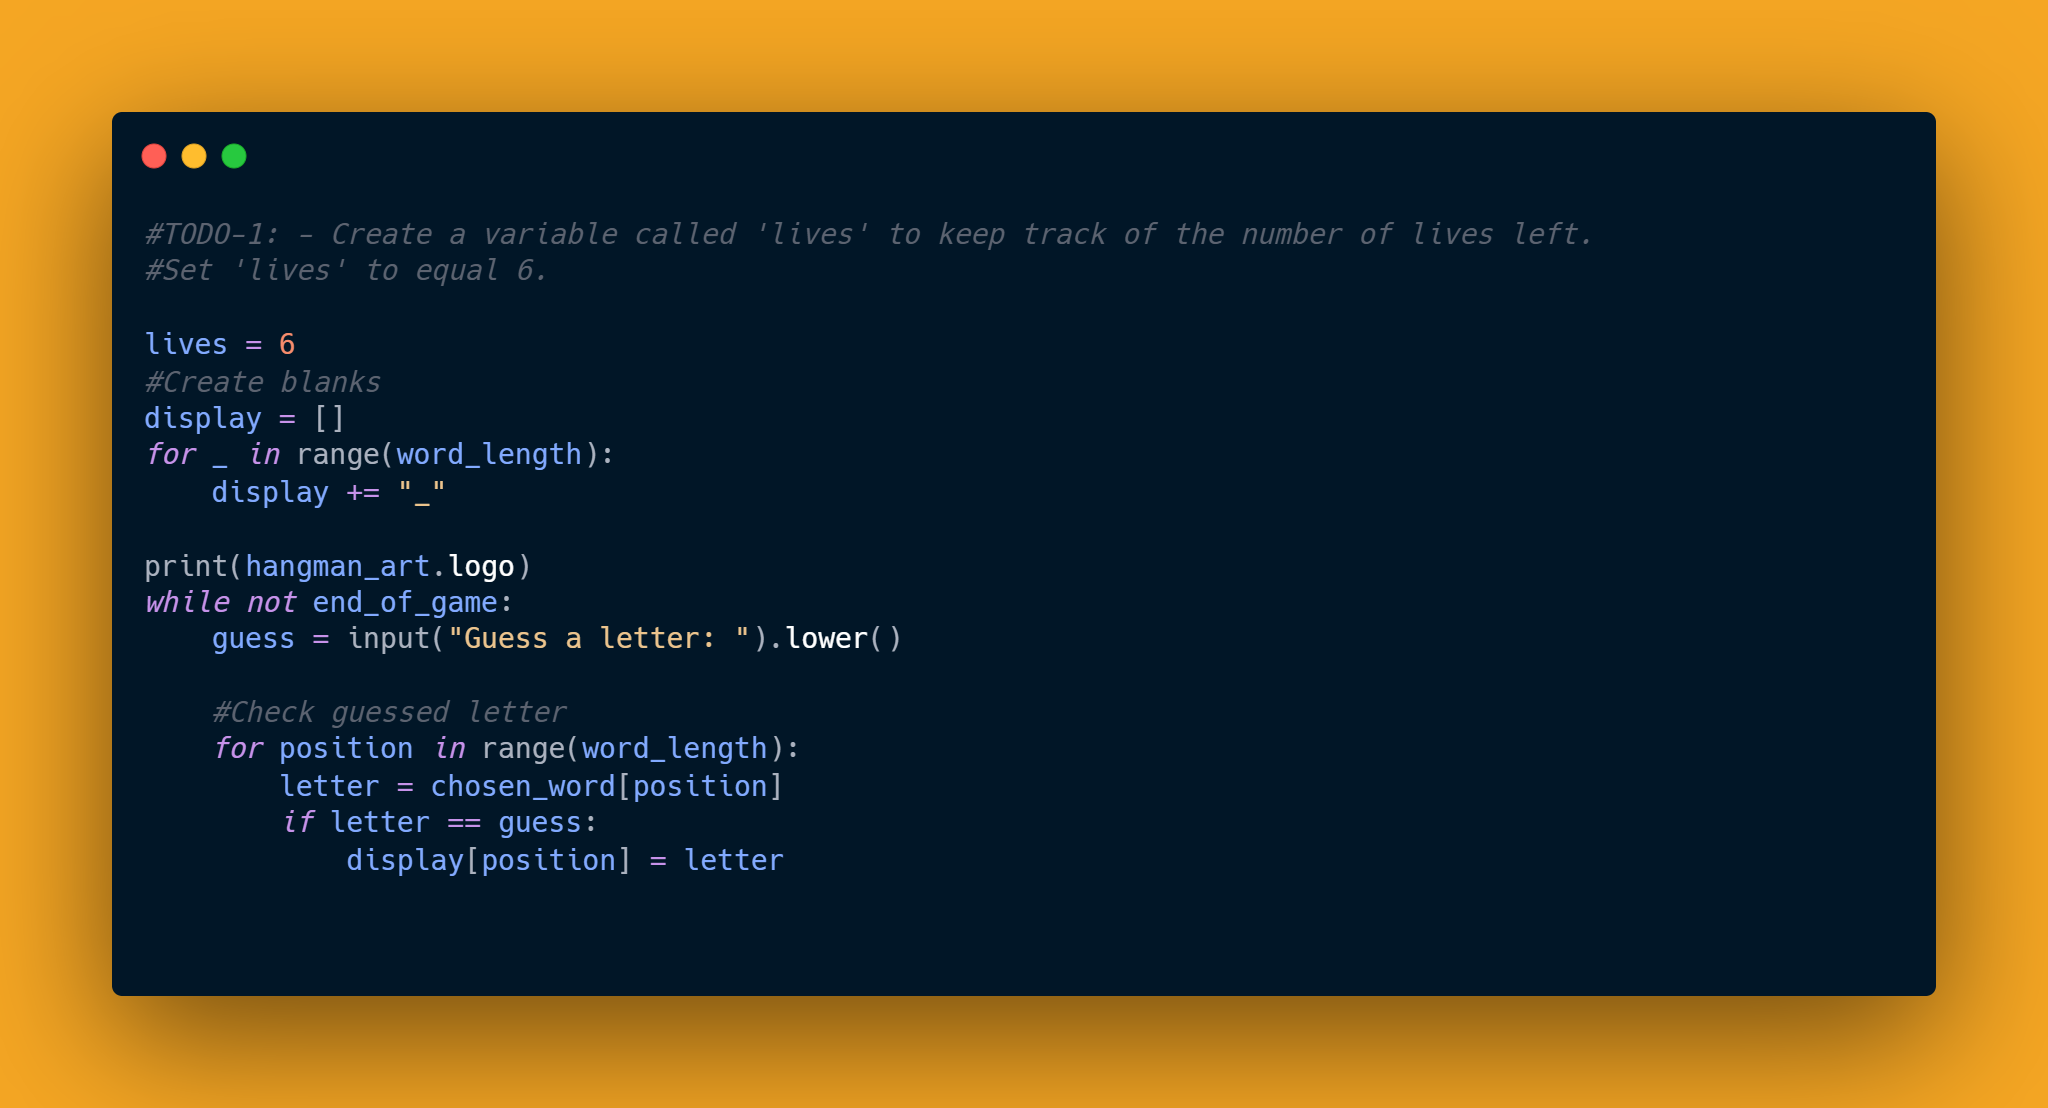 #TODO-1: - Create a variable called 'lives' to keep track of the number of lives left.
#Set 'lives' to equal 6.

lives = 6
#Create blanks
display = []
for _ in range(word_length):
    display += "_"

print(hangman_art.logo)
while not end_of_game:
    guess = input("Guess a letter: ").lower()

    #Check guessed letter
    for position in range(word_length):
        letter = chosen_word[position]
        if letter == guess:
            display[position] = letter